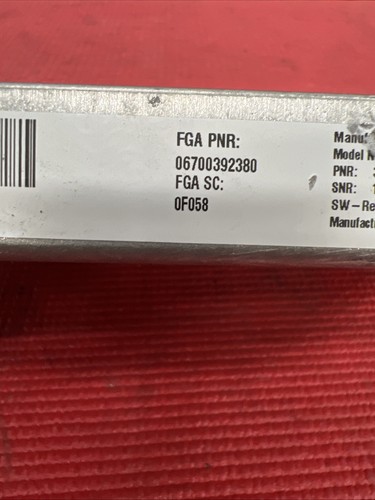 FGA PNR:
06700392380
FGA SC:
0F058
Model
PNR:
SNR:
SW-Re
Manufact